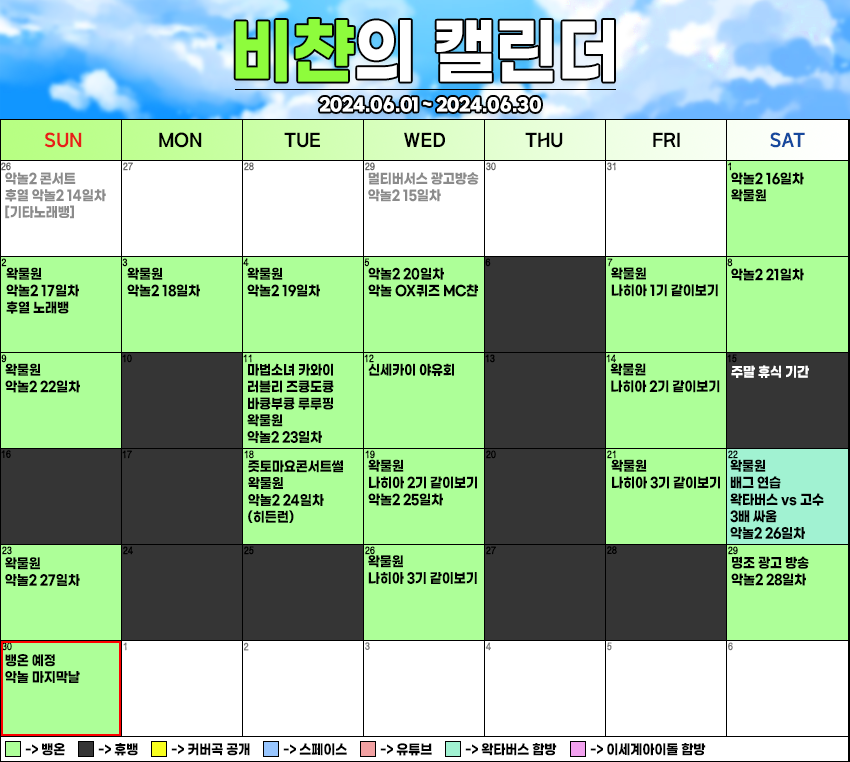 비챤의 캘린더
2024.06.01 ~ 2024.06.30
SUN MON TUE WED THU FRI SAT
26
악놀2 콘서트
후열 악놀2 14일차
[기타노래뱅]
27
28
29
멀티버서스 광고방송
악놀2 15일차
30
31
1
악놀2 16일차
왁물원
2
왁물원
악놀2 17일차
후열 노래뱅
3
왁물원
악놀2 18일차
4
왁물원
악놀2 19일차
5
악놀2 20일차
악놀 OX퀴즈 MC챤
6
7
왁물원
나히아 1기 같이보기
8
악놀2 21일차
9
왁물원
악놀2 22일차
10
11
마법소녀 카와이
러블리 즈큥도큥
바큥부큥 루루핑
왁물원
악놀2 23일차
12
신세카이 야유회
13
14
왁물원
나히아 2기 같이보기
15
주말 휴식 기간
16
17
18
즛토마요콘서트썰
왁물원
악놀2 24일차
(히든런)
19
왁물원
나히아 2기 같이보기
악놀2 25일차
20
21
왁물원
나히아 3기 같이보기
22
왁물원
배그 연습
왁타버스 vs 고수
3배 싸움
악놀2 26일차
23
왁물원
악놀2 27일차
24
25
26
왁물원
나히아 3기 같이보기
27
28
29
명조 광고 방송
악놀2 28일차
30
뱅온 예정
악놀 마지막날
1
2
3
4
5
6
-> 뱅온 -> 휴뱅 -> 커버곡 공개 -> 스페이스 -> 유튜브 -> 왁타버스 합방 -> 이세계아이돌 합방